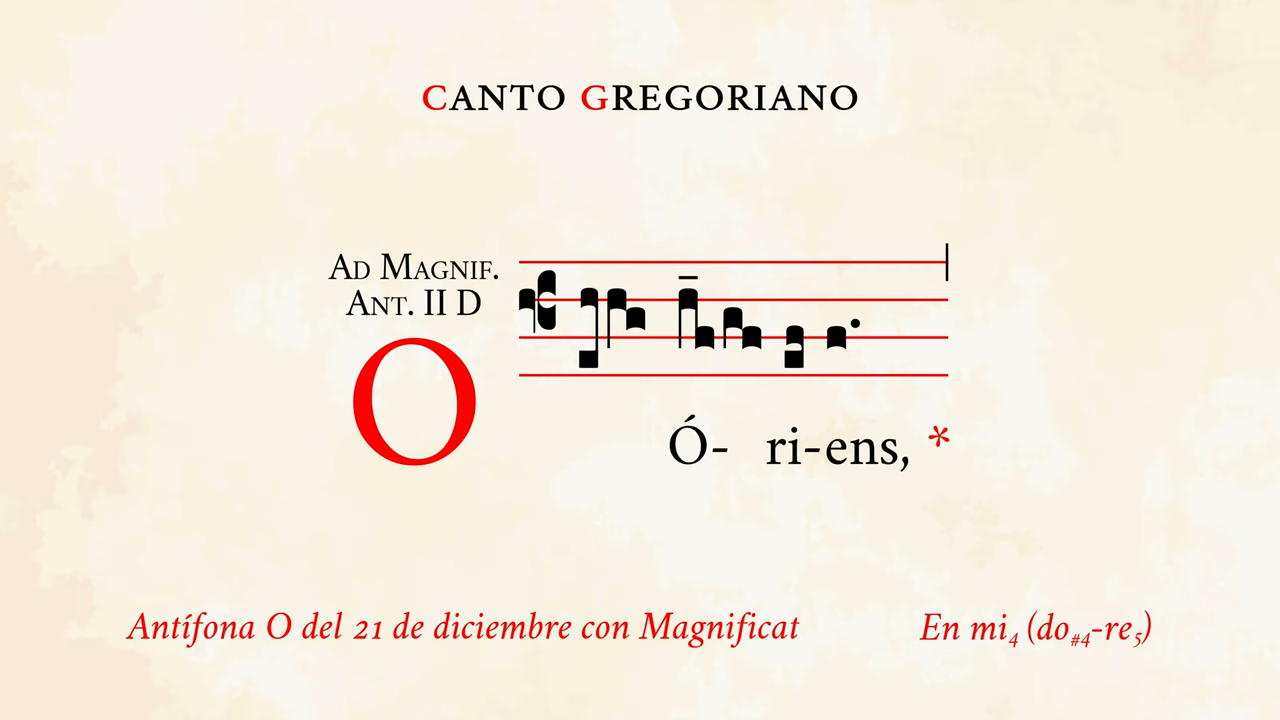 CANTO GREGORIANO
AD MAGNIF.
ANT. II D
O Ó- ri-ens, *
Antífona O del 21 de diciembre con Magnificat
En mi₄ (do#₄-re₅)